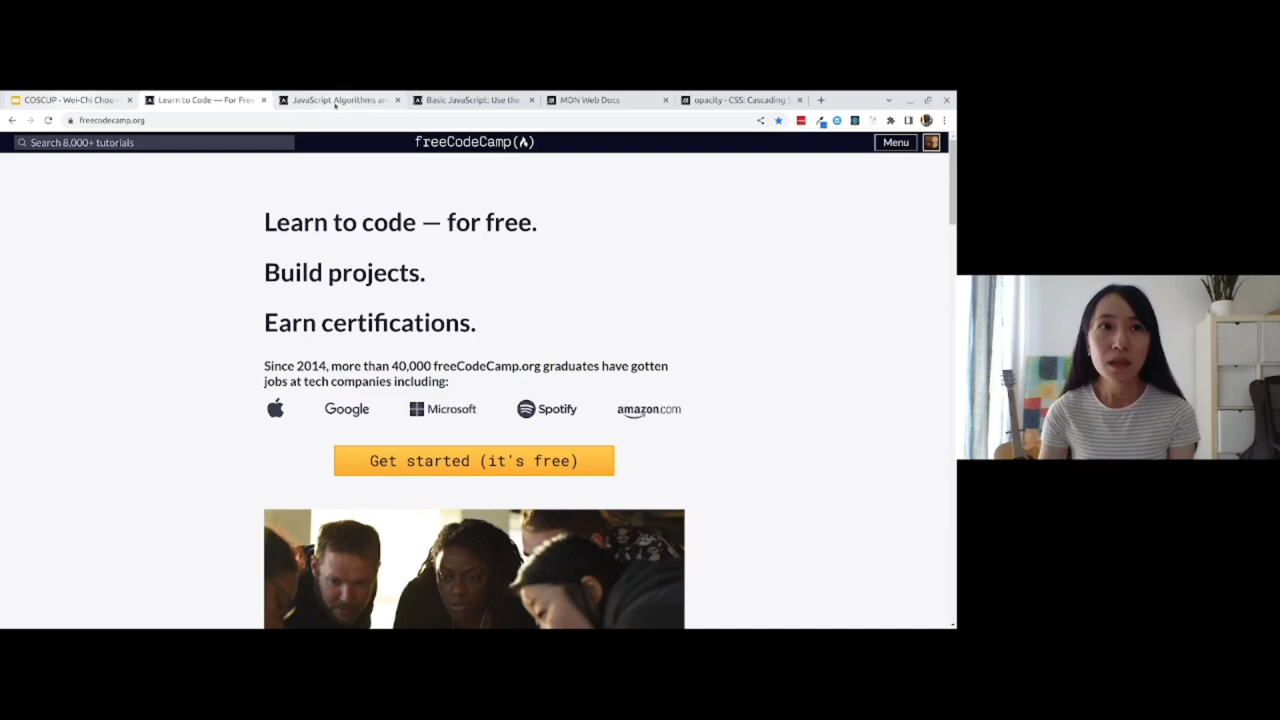 COSCUP - Wei-Chi Chou -
Learn to Code — For Free
JavaScript Algorithms an
Basic JavaScript: Use the
MDN Web Docs
opacity - CSS: Cascading S
freecodecamp.org
Search 8,000+ tutorials
freeCodeCamp
Menu
Learn to code — for free.
Build projects.
Earn certifications.
Since 2014, more than 40,000 freeCodeCamp.org graduates have gotten
jobs at tech companies including:
Google
Microsoft
Spotify
amazon.com
Get started (it's free)